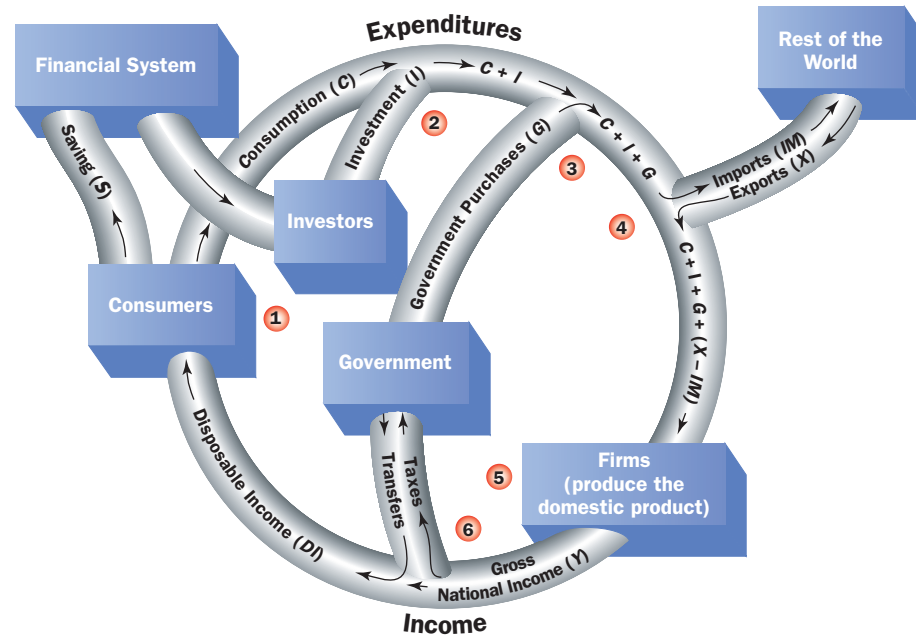 Expenditures
Financial System
Rest of the
World
Saving (S)
Consumption (C)
Investment (I)
C + I
2
Government Purchases (G)
C + I + G
3
Imports (IM)
Exports (X)
4
Investors
Consumers
1
C + I + G + (X – IM)
Government
Disposable Income (DI)
Transfers
Taxes
5
6
Firms
(produce the
domestic product)
Gross
National Income (Y)
Income